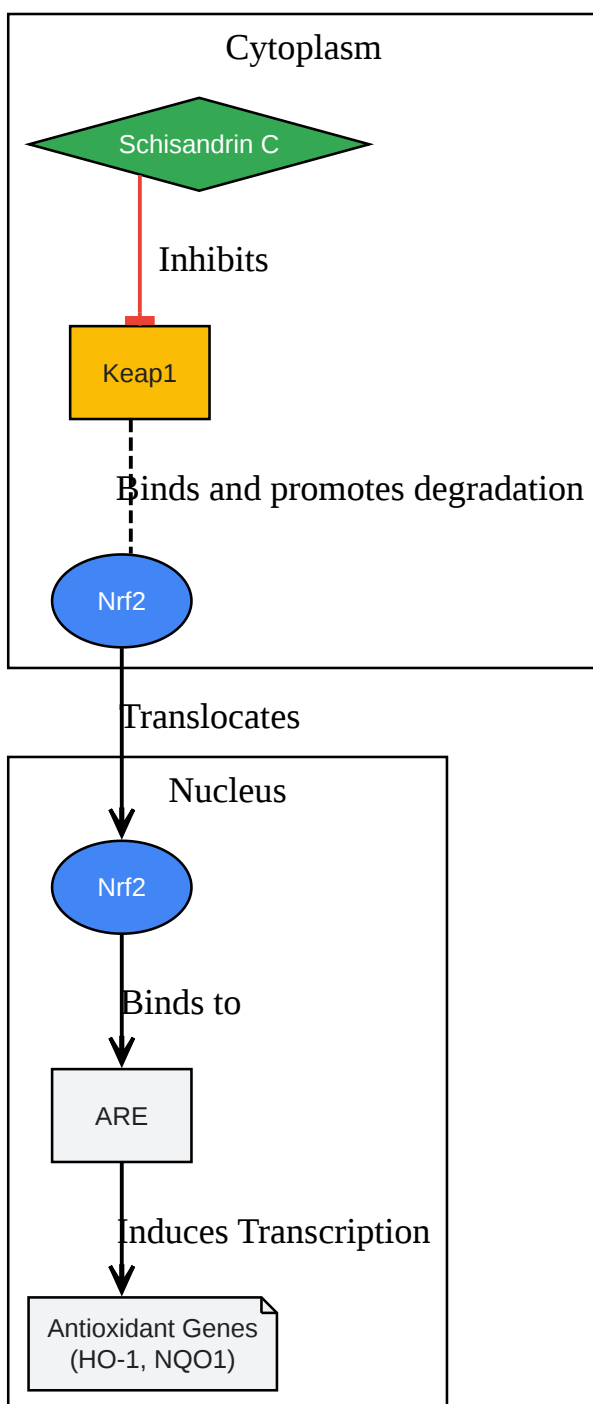 Cytoplasm
Schisandrin C
Inhibits
Keap1
Binds and promotes degradation
Nrf2
Translocates
Nucleus
Nrf2
Binds to
ARE
Induces Transcription
Antioxidant Genes
(HO-1, NQO1)